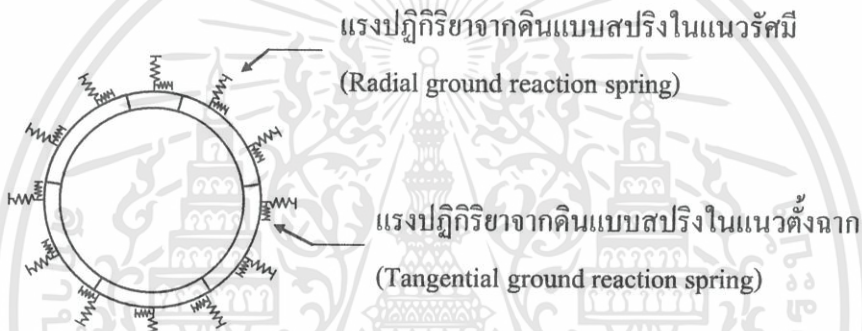 แรงปฏิกิริยาจากดินแบบสปริงในแนวรัศมี
(Radial ground reaction spring)
แรงปฏิกิริยาจากดินแบบสปริงในแนวตั้งฉาก
(Tangential ground reaction spring)